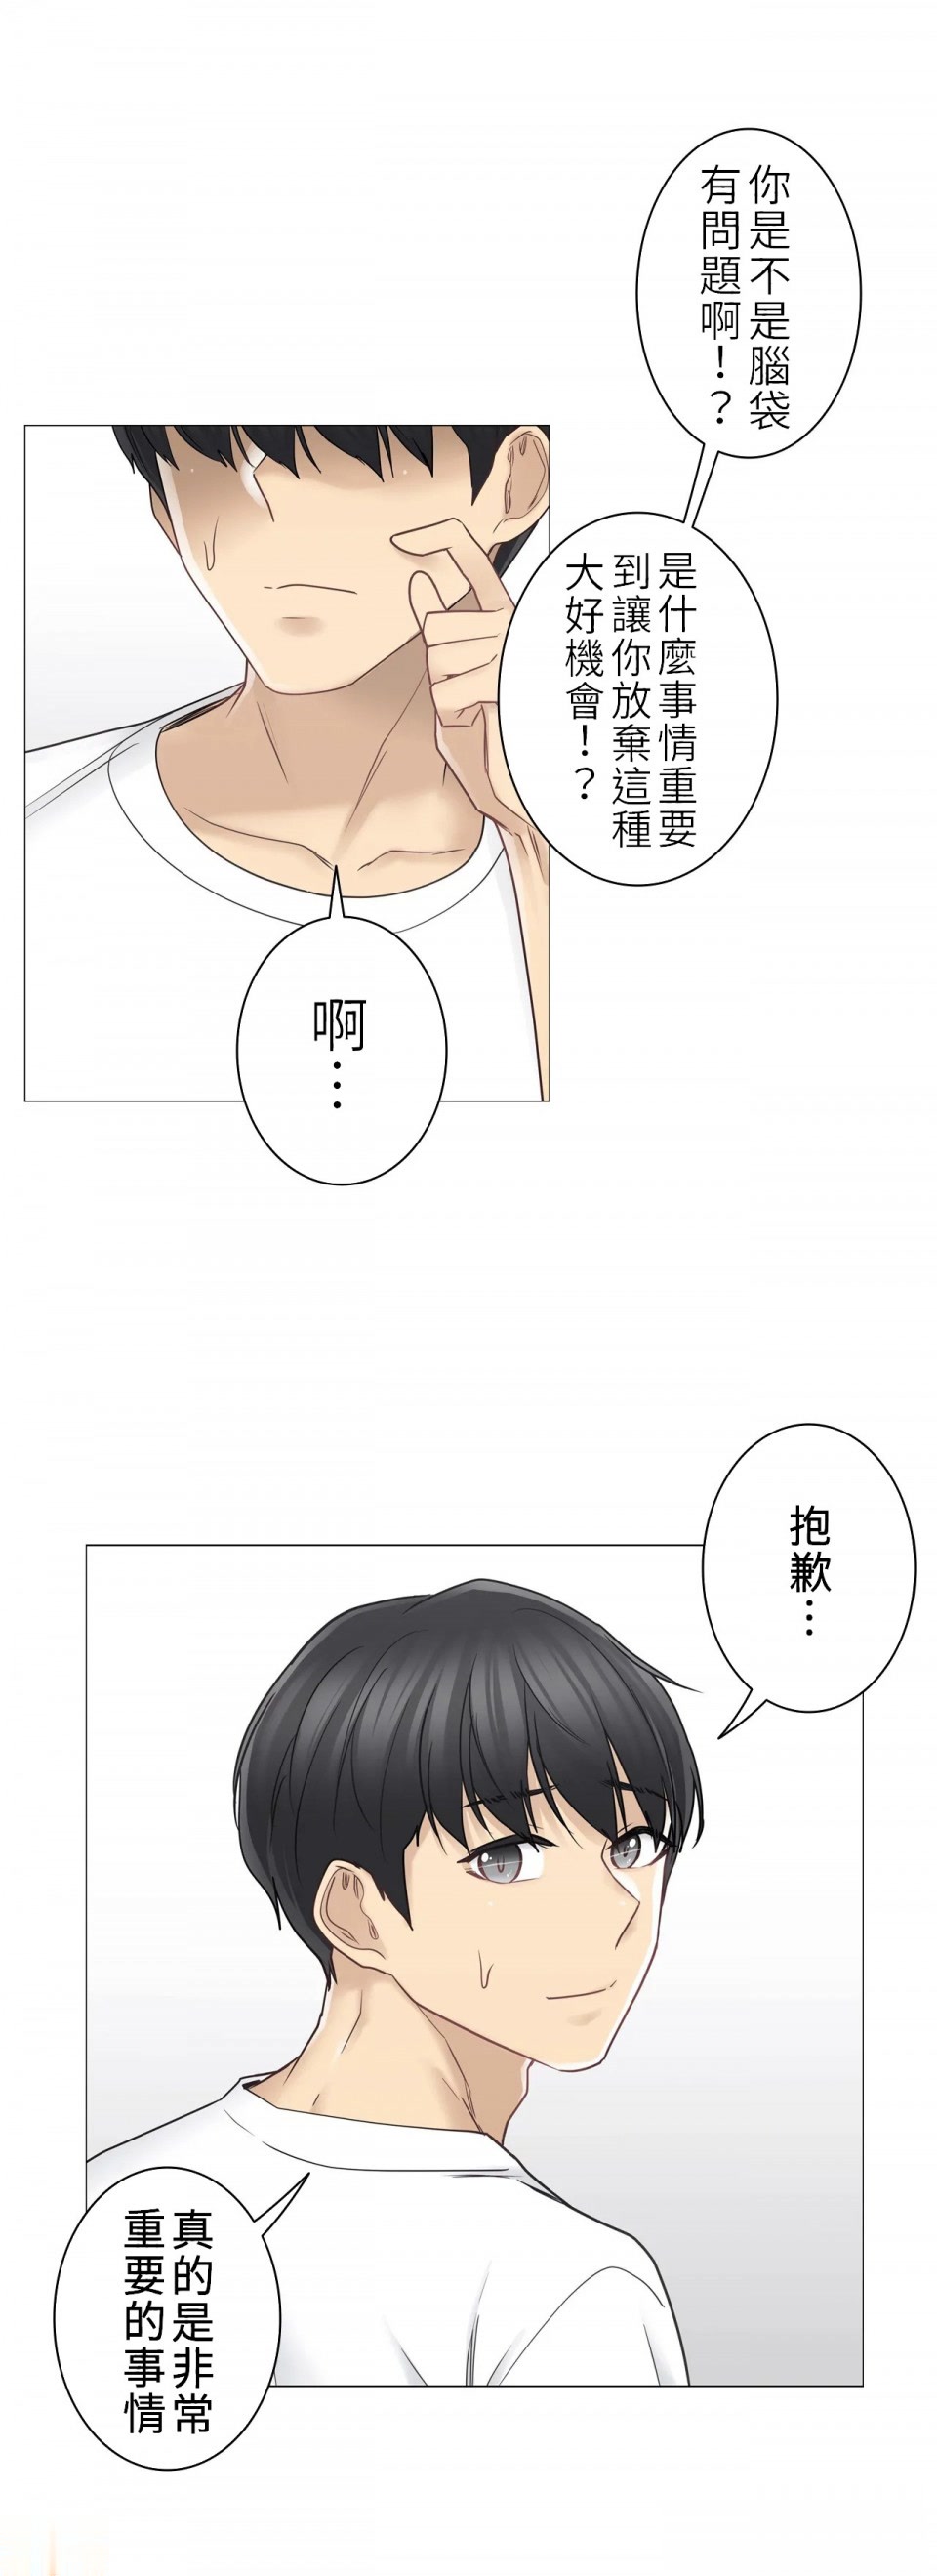 你是不是腦袋
有問題啊！？
是什麼事情重要
到讓你放棄這種
大好機會！？
啊…
抱歉…
真的是非常
重要的事情